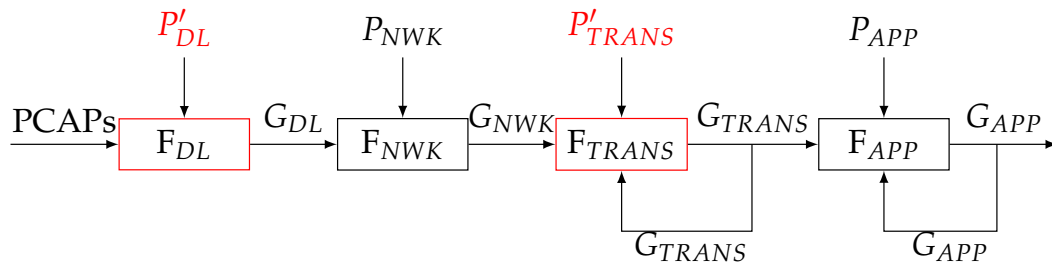 P′DL PNWK P′TRANS PAPP
PCAPs FDL GDL FNWK GNWK FTRANS GTRANS FAPP GAPP
GTRANS GAPP